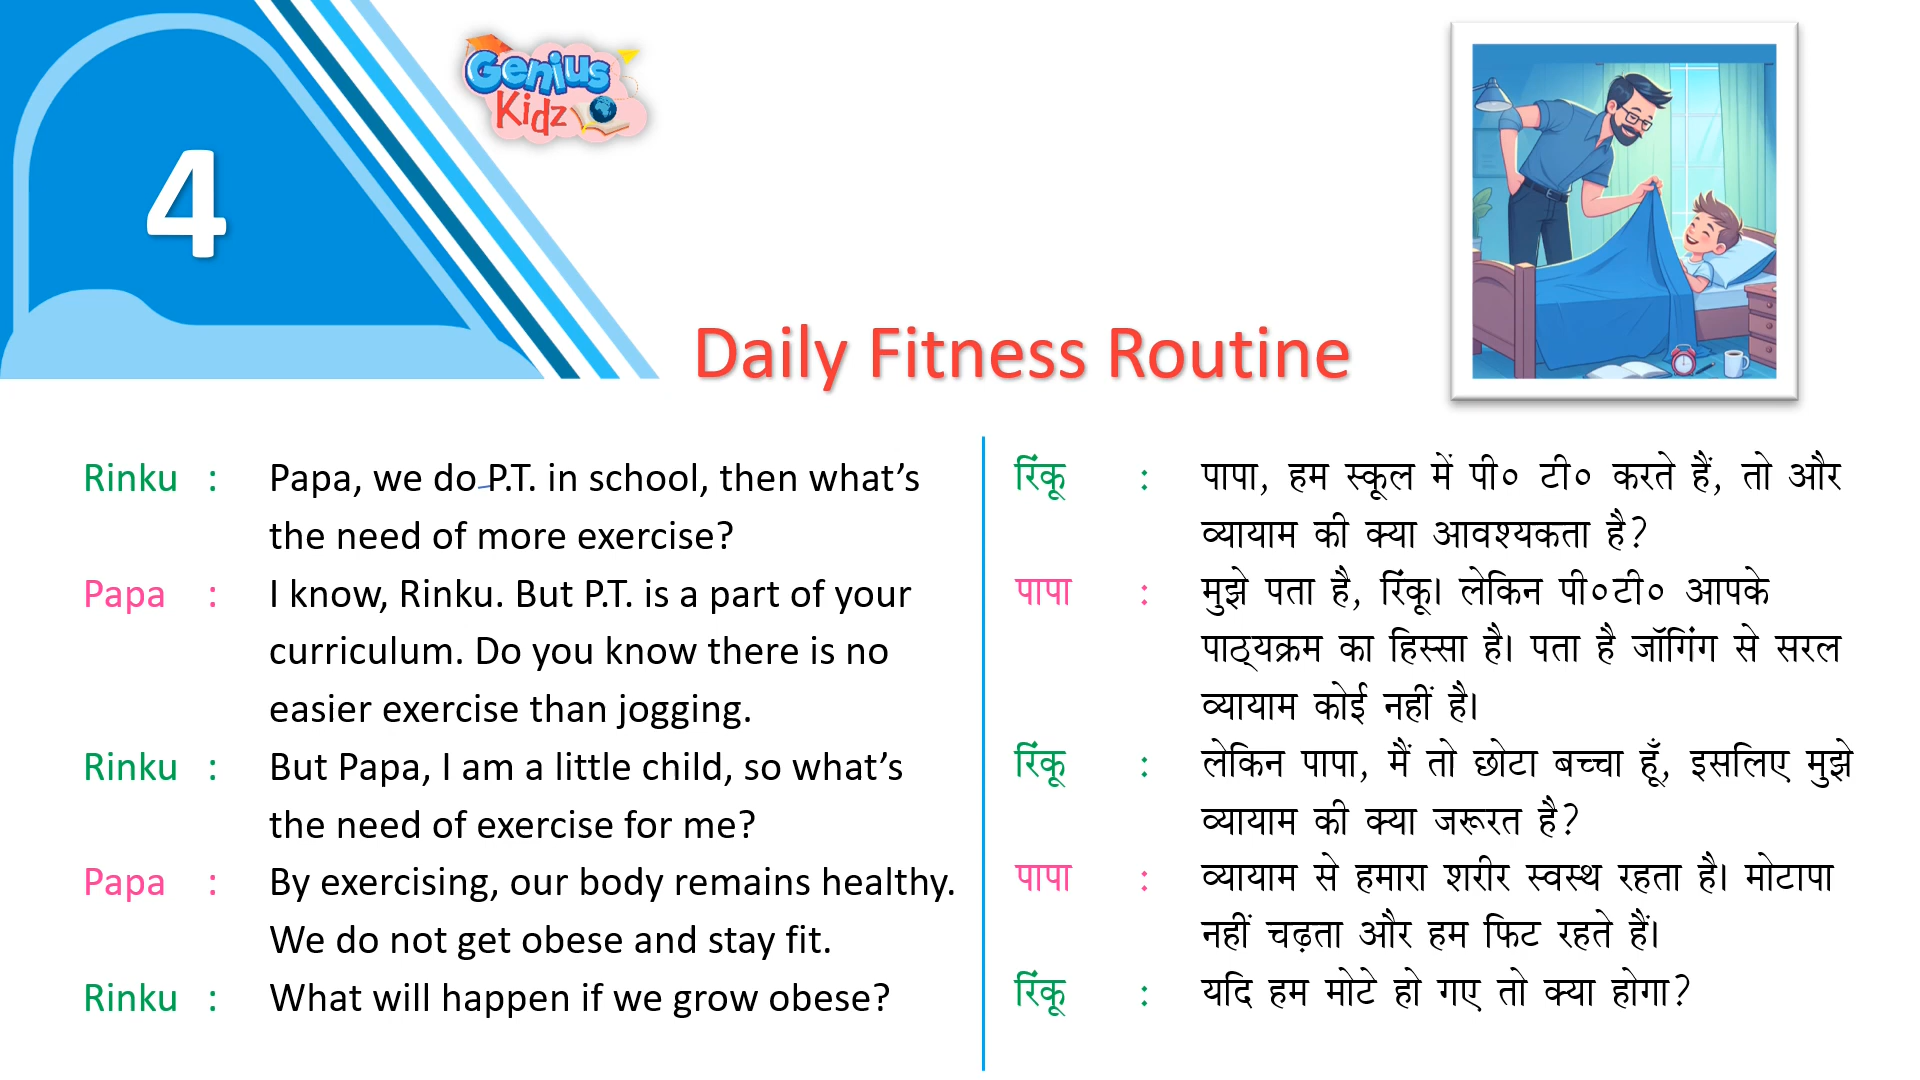 4
Genius
Kidz
Daily Fitness Routine
Rinku : Papa, we do P.T. in school, then what’s
the need of more exercise?
Papa : I know, Rinku. But P.T. is a part of your
curriculum. Do you know there is no
easier exercise than jogging.
Rinku : But Papa, I am a little child, so what’s
the need of exercise for me?
Papa : By exercising, our body remains healthy.
We do not get obese and stay fit.
Rinku : What will happen if we grow obese?
रिंकू : पापा, हम स्कूल में पी० टी० करते हैं, तो और
व्यायाम की क्या आवश्यकता है?
पापा : मुझे पता है, रिंकू। लेकिन पी०टी० आपके
पाठ्यक्रम का हिस्सा है। पता है जॉगिंग से सरल
व्यायाम कोई नहीं है।
रिंकू : लेकिन पापा, मैं तो छोटा बच्चा हूँ, इसलिए मुझे
व्यायाम की क्या जरूरत है?
पापा : व्यायाम से हमारा शरीर स्वस्थ रहता है। मोटापा
नहीं चढ़ता और हम फिट रहते हैं।
रिंकू : यदि हम मोटे हो गए तो क्या होगा?